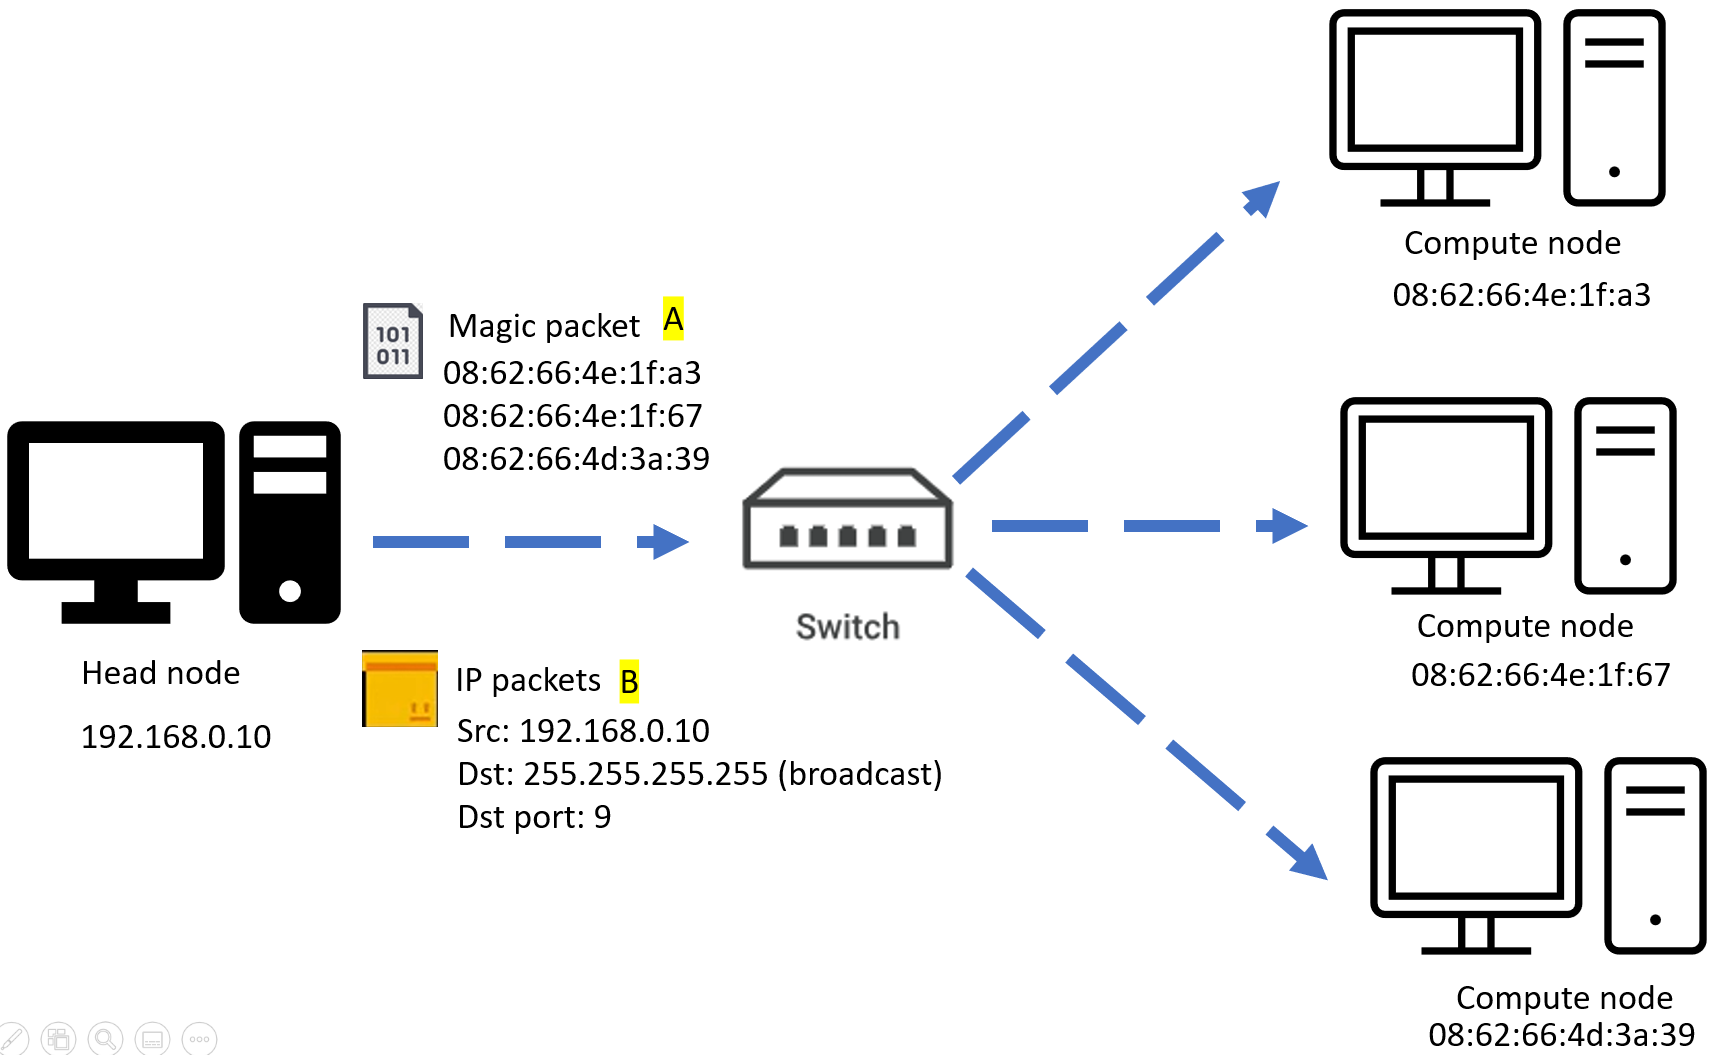 Magic packet A
08:62:66:4e:1f:a3
08:62:66:4e:1f:67
08:62:66:4d:3a:39
101
011
Head node
192.168.0.10
IP packets B
Src: 192.168.0.10
Dst: 255.255.255.255 (broadcast)
Dst port: 9
Switch
Compute node
08:62:66:4e:1f:a3
Compute node
08:62:66:4e:1f:67
Compute node
08:62:66:4d:3a:39